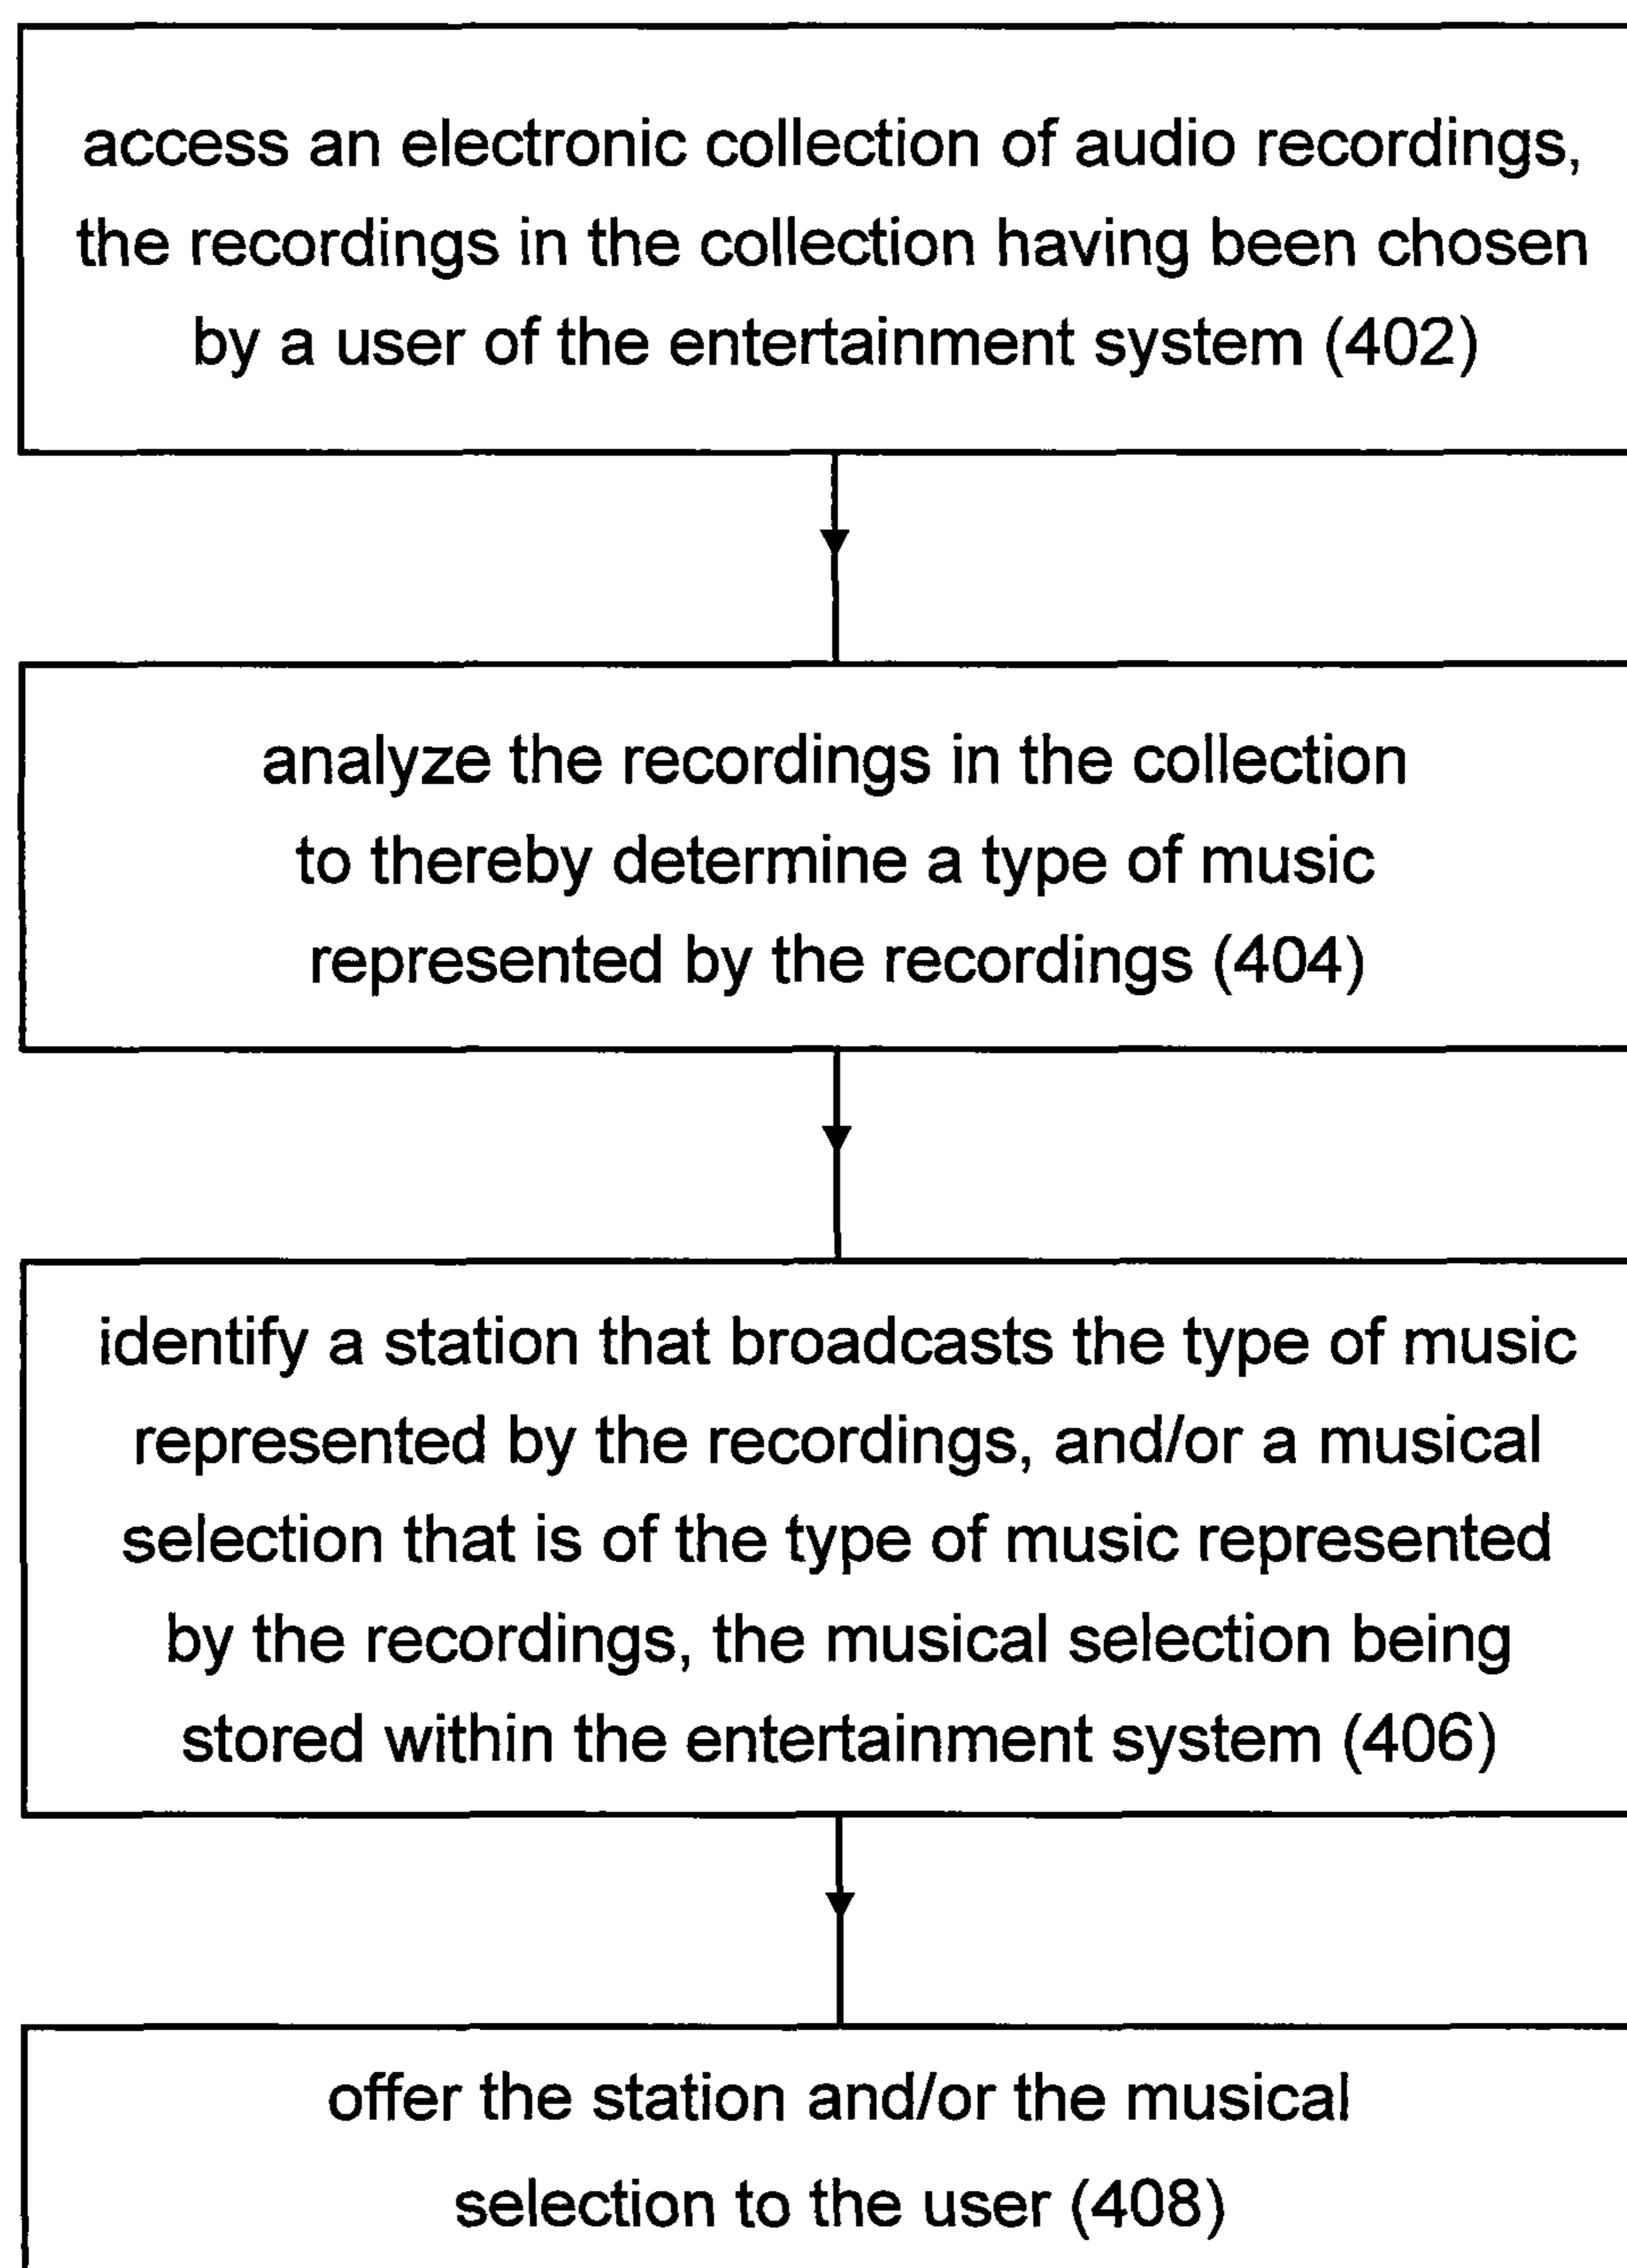 access an electronic collection of audio recordings,
the recordings in the collection having been chosen
by a user of the entertainment system (402)
analyze the recordings in the collection
to thereby determine a type of music
represented by the recordings (404)
identify a station that broadcasts the type of music
represented by the recordings, and/or a musical
selection that is of the type of music represented
by the recordings, the musical selection being
stored within the entertainment system (406)
offer the station and/or the musical
selection to the user (408)